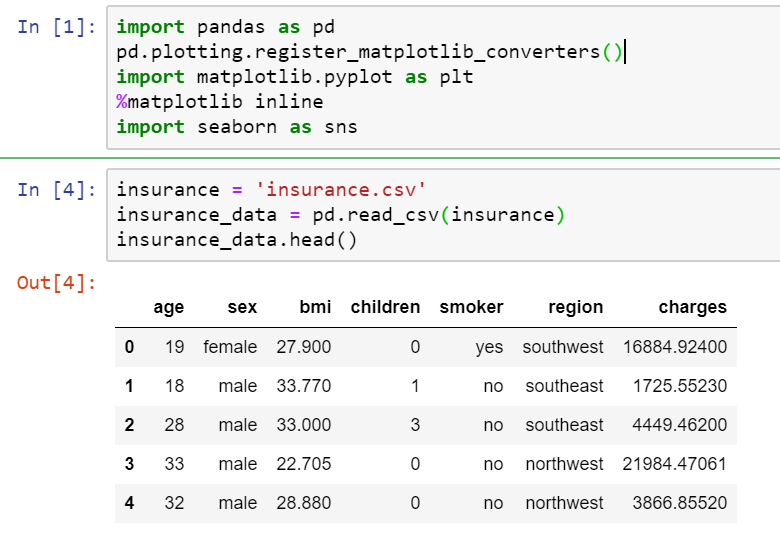 In [1]: import pandas as pd
pd.plotting.register_matplotlib_converters()
import matplotlib.pyplot as plt
%matplotlib inline
import seaborn as sns
In [4]: insurance = 'insurance.csv'
insurance_data = pd.read_csv(insurance)
insurance_data.head()
Out[4]:
age sex bmi children smoker region charges
0 19 female 27.900 0 yes southwest 16884.92400
1 18 male 33.770 1 no southeast 1725.55230
2 28 male 33.000 3 no southeast 4449.46200
3 33 male 22.705 0 no northwest 21984.47061
4 32 male 28.880 0 no northwest 3866.85520